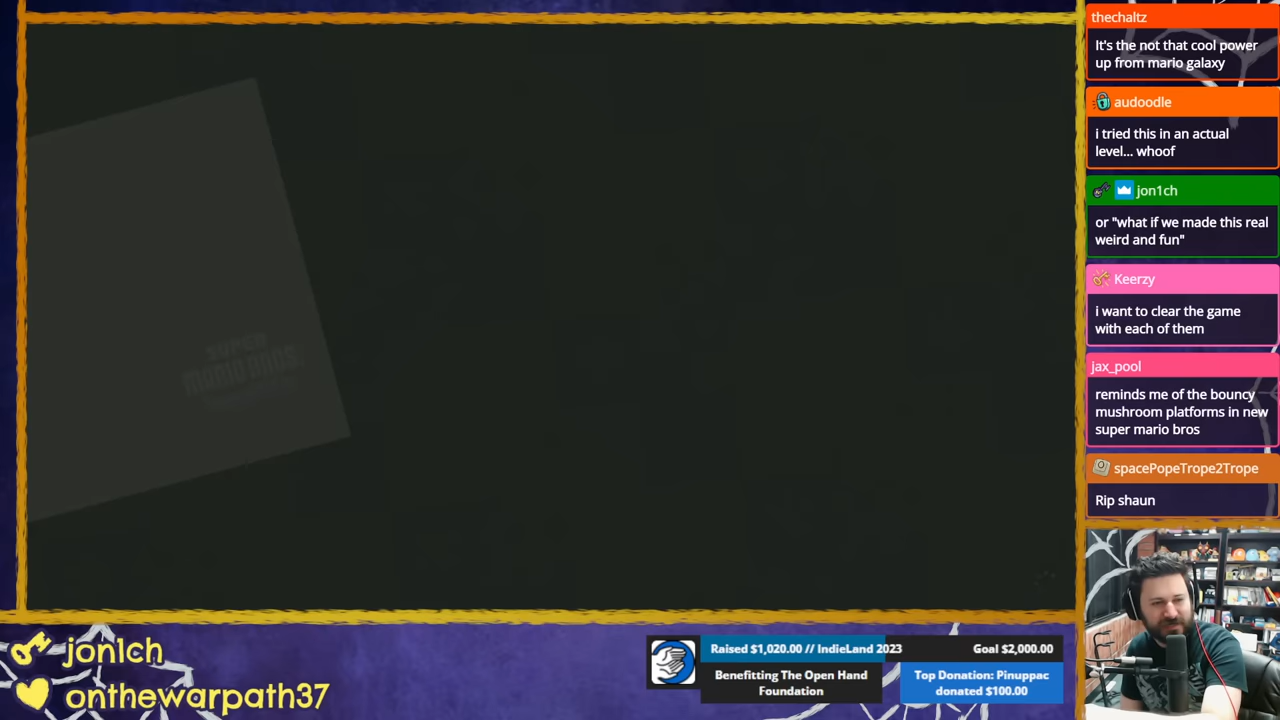 SUPER
MARIO BROS.
thechaltz
It's the not that cool power
up from mario galaxy
audoodle
i tried this in an actual
level... whoof
jon1ch
or "what if we made this real
weird and fun"
Keerzy
i want to clear the game
with each of them
jax_pool
reminds me of the bouncy
mushroom platforms in new
super mario bros
spacePopeTrope2Trope
Rip shaun
jon1ch
onthewarpath37
Raised $1,020.00 // IndieLand 2023
Goal $2,000.00
Benefitting The Open Hand
Foundation
Top Donation: Pinuppac
donated $100.00